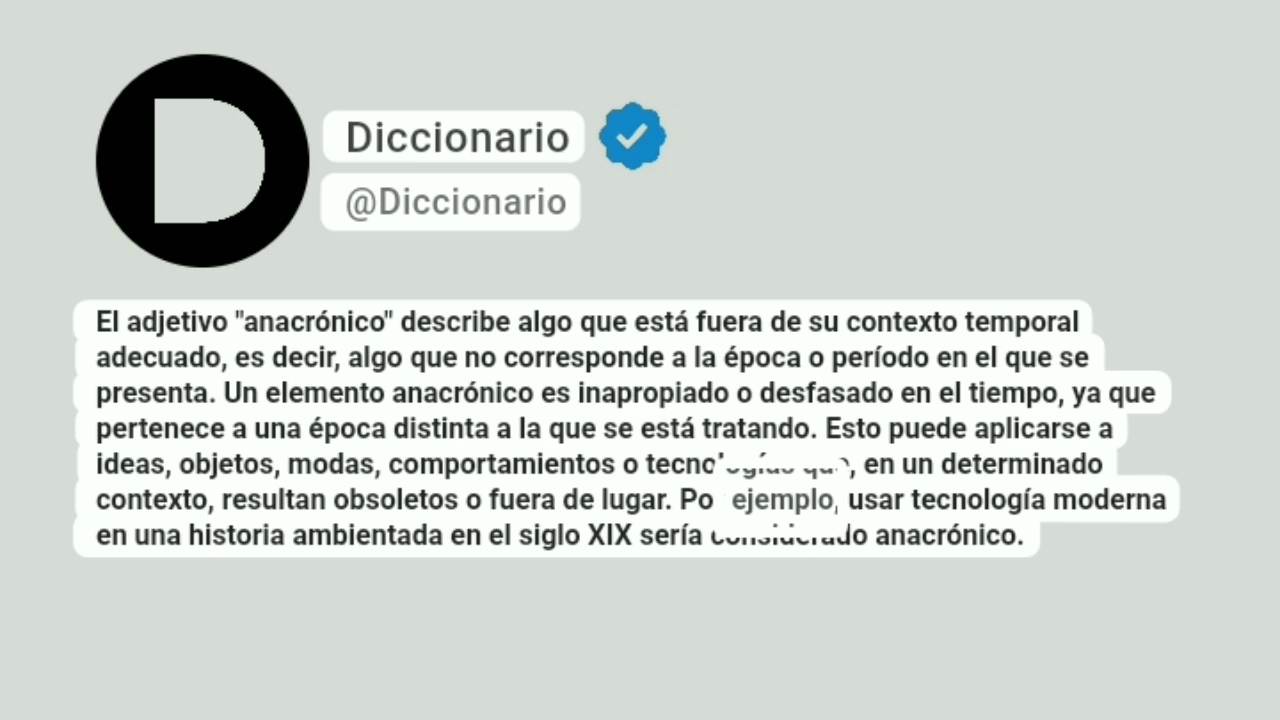 D
Diccionario
@Diccionario
El adjetivo "anacrónico" describe algo que está fuera de su contexto temporal
adecuado, es decir, algo que no corresponde a la época o período en el que se
presenta. Un elemento anacrónico es inapropiado o desfasado en el tiempo, ya que
pertenece a una época distinta a la que se está tratando. Esto puede aplicarse a
ideas, objetos, modas, comportamientos o tecnologías que, en un determinado
contexto, resultan obsoletos o fuera de lugar. Po ejemplo, usar tecnología moderna
en una historia ambientada en el siglo XIX sería considerado anacrónico.